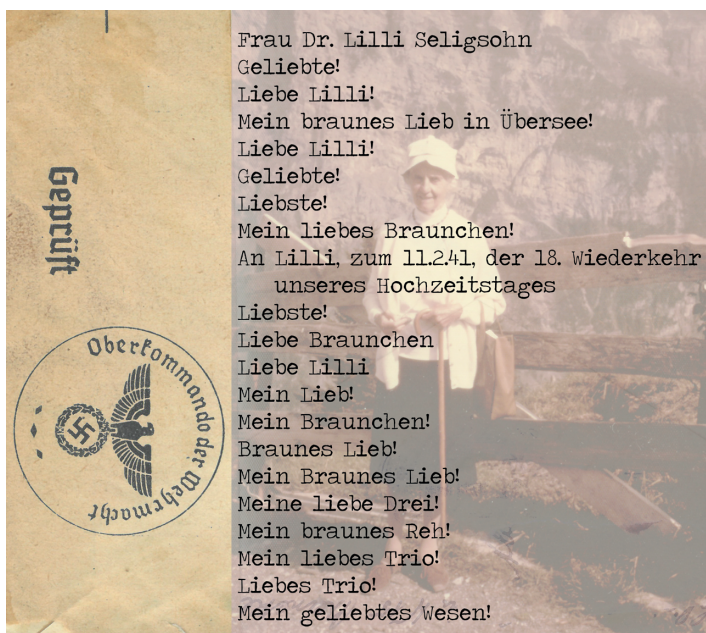 Geprüft
Oberkommando der Wehrmacht
Frau Dr. Lilli Seligsohn
Geliebte!
Liebe Lilli!
Mein braunes Lieb in Übersee!
Liebe Lilli!
Geliebte!
Liebste!
Mein liebes Braunchen!
An Lilli, zum 11.2.41, der 18. Wiederkehr
unseres Hochzeitstages
Liebste!
Liebe Braunchen
Liebe Lilli
Mein Lieb!
Mein Braunchen!
Braunes Lieb!
Mein Braunes Lieb!
Meine liebe Drei!
Mein braunes Reh!
Mein liebes Trio!
Liebes Trio!
Mein geliebtes Wesen!